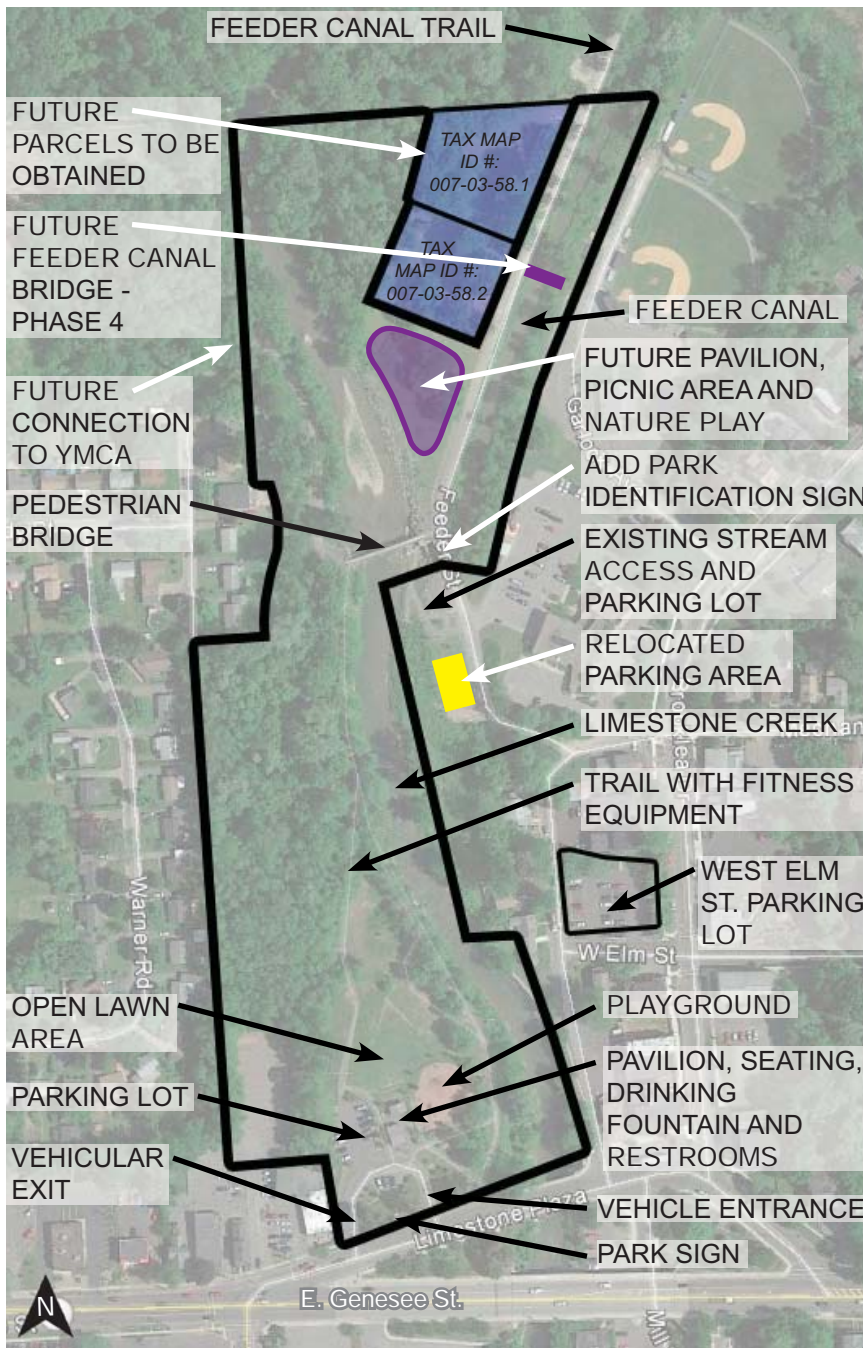 FEEDER CANAL TRAIL
FUTURE
PARCELS TO BE
OBTAINED
TAX MAP
ID #:
007-03-58.1
FUTURE
FEEDER CANAL
BRIDGE -
PHASE 4
TAX
MAP ID #:
007-03-58.2
FEEDER CANAL
FUTURE PAVILION,
PICNIC AREA AND
NATURE PLAY
FUTURE
CONNECTION
TO YMCA
ADD PARK
IDENTIFICATION SIGN
PEDESTRIAN
BRIDGE
Feeder St
EXISTING STREAM
ACCESS AND
PARKING LOT
RELOCATED
PARKING AREA
LIMESTONE CREEK
TRAIL WITH FITNESS
EQUIPMENT
Warner Rd
WEST ELM
ST. PARKING
LOT
W Elm St
OPEN LAWN
AREA
PLAYGROUND
PARKING LOT
PAVILION, SEATING,
DRINKING
FOUNTAIN AND
RESTROOMS
VEHICULAR
EXIT
VEHICLE ENTRANCE
Limestone Plaza
PARK SIGN
E. Genesee St.
N